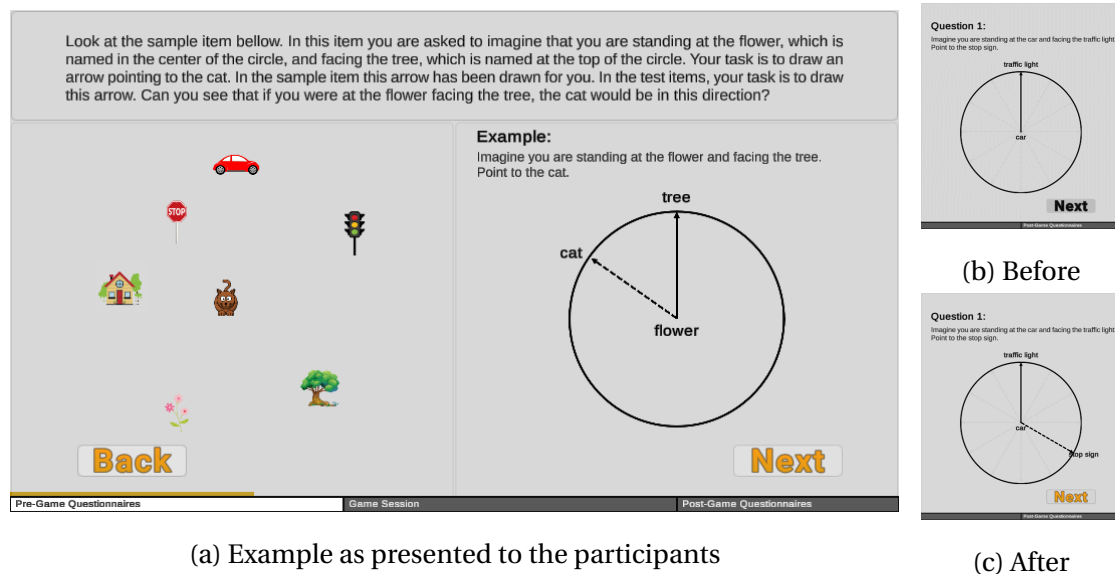 Look at the sample item bellow. In this item you are asked to imagine that you are standing at the flower, which is
named in the center of the circle, and facing the tree, which is named at the top of the circle. Your task is to draw an
arrow pointing to the cat. In the sample item this arrow has been drawn for you. In the test items, your task is to draw
this arrow. Can you see that if you were at the flower facing the tree, the cat would be in this direction?
STOP
Back
Example:
Imagine you are standing at the flower and facing the tree.
Point to the cat.
tree
cat
flower
Next
Pre-Game Questionnaires
Game Session
Post-Game Questionnaires
(a) Example as presented to the participants
Question 1:
Imagine you are standing at the car and facing the traffic light
Point to the stop sign.
traffic light
car
Next
Post-Game Questionnaires
(b) Before
Question 1:
Imagine you are standing at the car and facing the traffic light
Point to the stop sign.
traffic light
car
stop sign
Next
Post-Game Questionnaires
(c) After